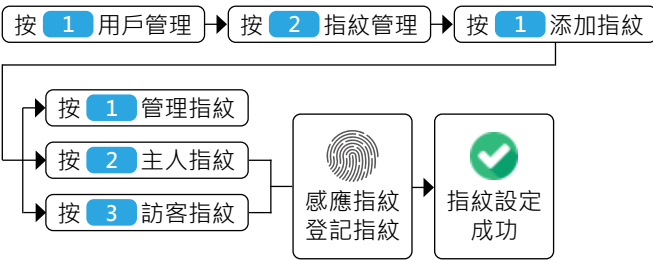 按 1 用戶管理
按 2 指紋管理
按 1 添加指紋
按 1 管理指紋
按 2 主人指紋
按 3 訪客指紋
感應指紋
登記指紋
指紋設定
成功